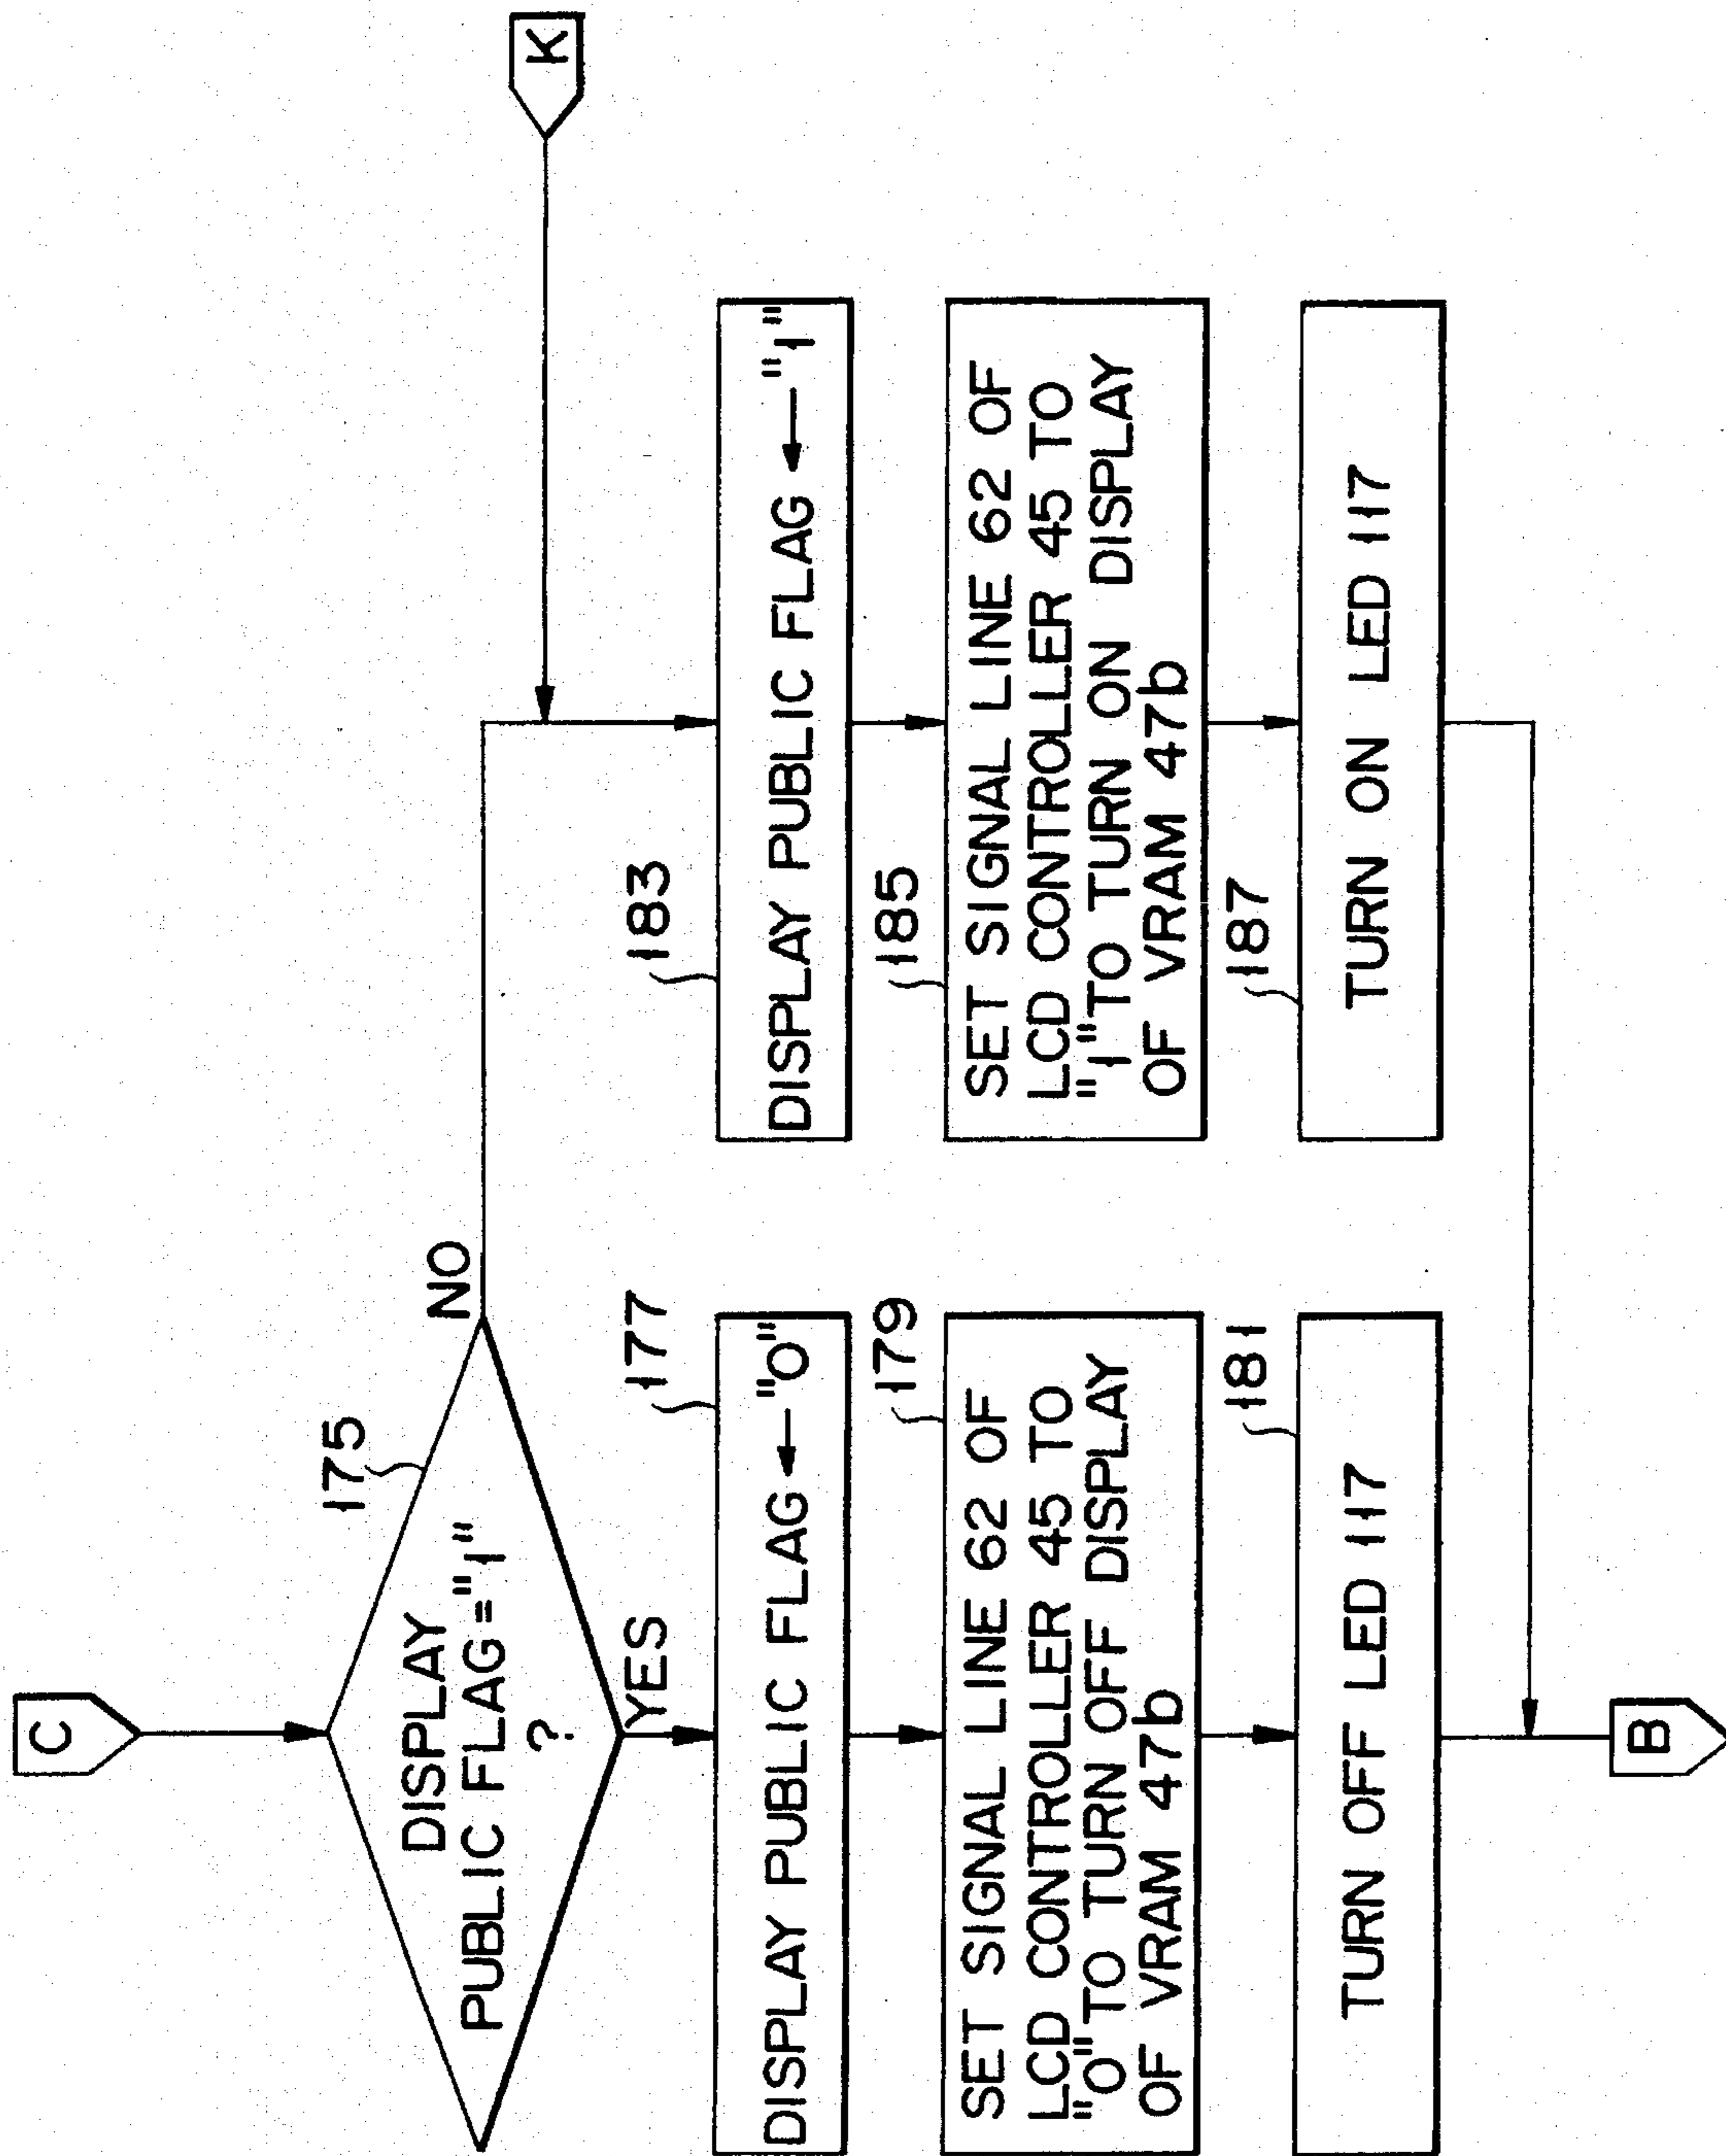 C
175
DISPLAY
PUBLIC FLAG="1"
?
NO
YES
K
177
DISPLAY PUBLIC FLAG ← "0"
179
SET SIGNAL LINE 62 OF
LCD CONTROLLER 45 TO
"0" TO TURN OFF DISPLAY
OF VRAM 47b
181
TURN OFF LED 117
183
DISPLAY PUBLIC FLAG ← "1"
185
SET SIGNAL LINE 62 OF
LCD CONTROLLER 45 TO
"1" TO TURN ON DISPLAY
OF VRAM 47b
187
TURN ON LED 117
B